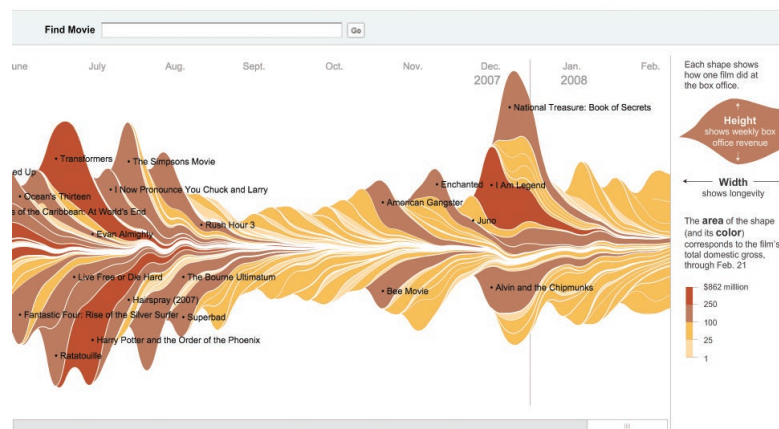 Find Movie
Go
une July Aug. Sept. Oct. Nov. Dec. Jan. Feb.
2007 2008
National Treasure: Book of Secrets
Transformers
The Simpsons Movie
ed Up
Enchanted
I Am Legend
Ocean's Thirteen
I Now Pronounce You Chuck and Larry
American Gangster
s of the Caribbean: At World's End
Juno
Rush Hour 3
Evan Almighty
Live Free or Die Hard
The Bourne Ultimatum
Alvin and the Chipmunks
Bee Movie
Hairspray (2007)
Fantastic Four: Rise of the Silver Surfer
Superbad
Harry Potter and the Order of the Phoenix
Ratatouille
Each shape shows
how one film did at
the box office.
Height
shows weekly box
office revenue
Width
shows longevity
The area of the shape
(and its color)
corresponds to the film's
total domestic gross,
through Feb. 21
$862 million
250
100
25
1